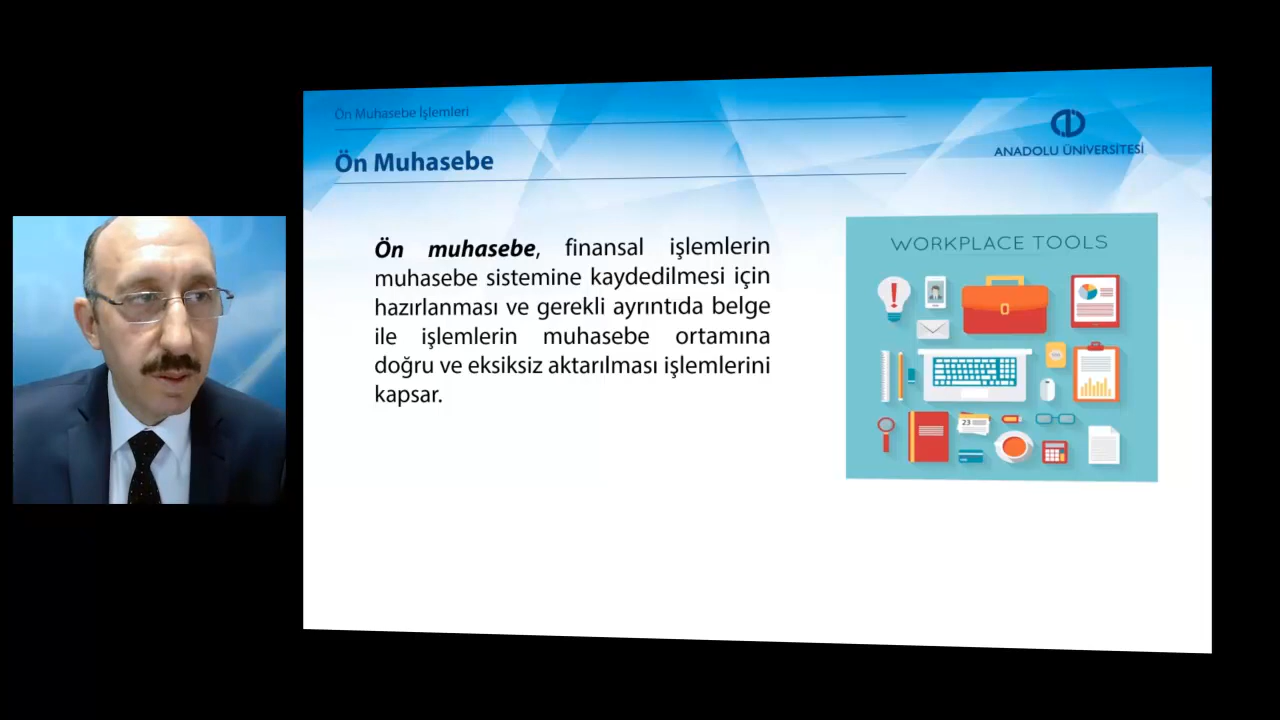 Ön Muhasebe İşlemleri
Ön Muhasebe
ANADOLU ÜNİVERSİTESİ
Ön muhasebe, finansal işlemlerin
muhasebe sistemine kaydedilmesi için
hazırlanması ve gerekli ayrıntıda belge
ile işlemlerin muhasebe ortamına
doğru ve eksiksiz aktarılması işlemlerini
kapsar.
WORKPLACE TOOLS
23